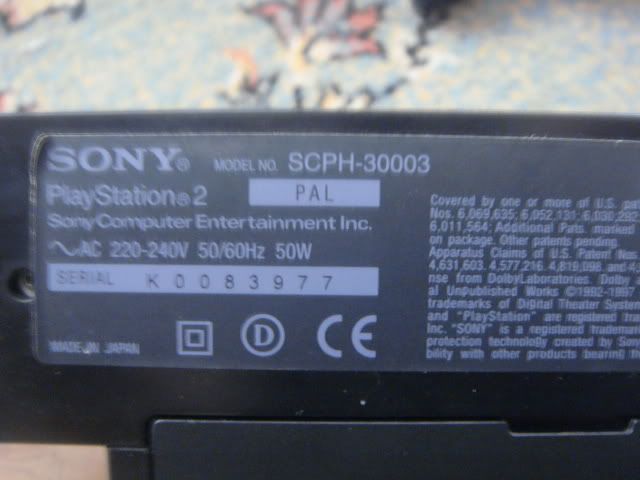 SONY® MODEL NO. SCPH-30003
PlayStation®2 PAL
Sony Computer Entertainment Inc.
AC 220-240V 50/60Hz 50W
SERIAL K0083977
MADE IN JAPAN
D CE
Covered by one or more of U.S. pat
Nos. 6,069,635; 6,052,131; 6,030,
6,011,564; Additional Pats. marked
on package. Other patents pending.
Apparatus Claims of U.S. Patent Nos.
4,631,603, 4,577,216, 4,819,098, and
nse from Dolby Laboratories. Dolby
al Unpublished Works ©1992-1997
trademarks of Digital Theater System
and "PlayStation" are registered tra
Inc. "SONY" is a registered trademar
protection technology created by Sony
bility with other products bearing t